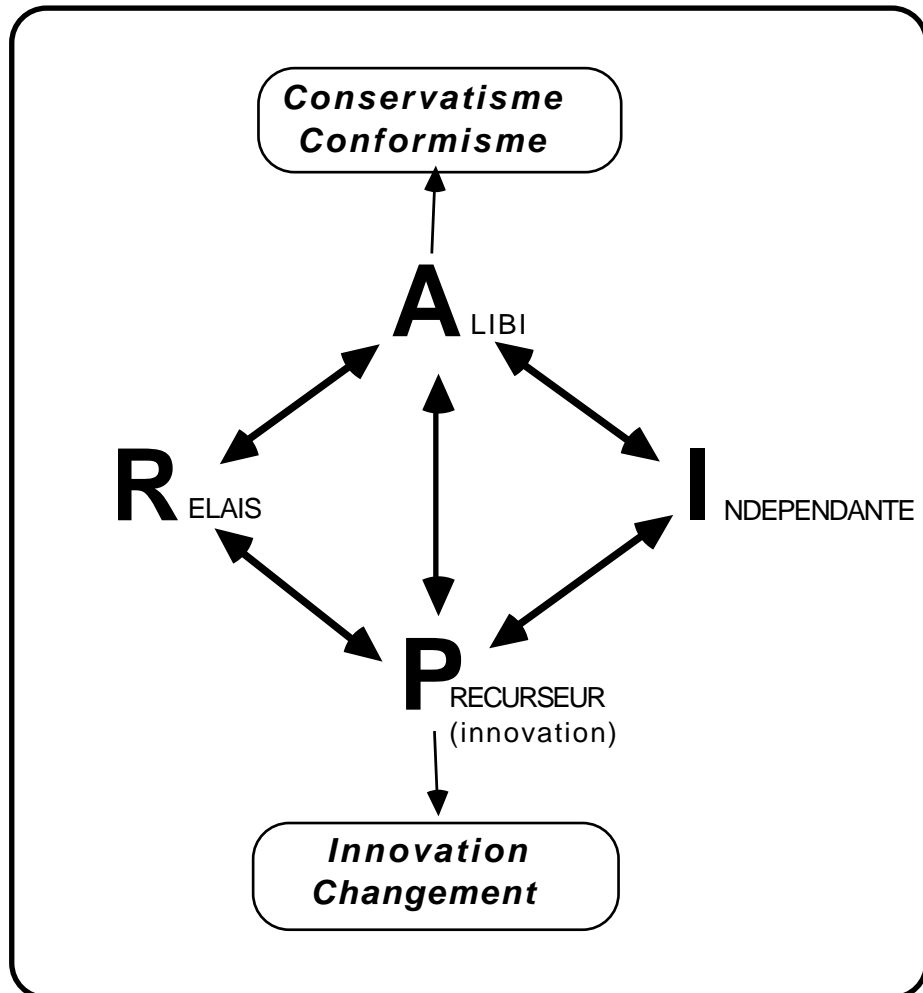 Conservatisme
Conformisme
ALIBI
RELAIS
INDEPENDANTE
PRECURSEUR
(innovation)
Innovation
Changement